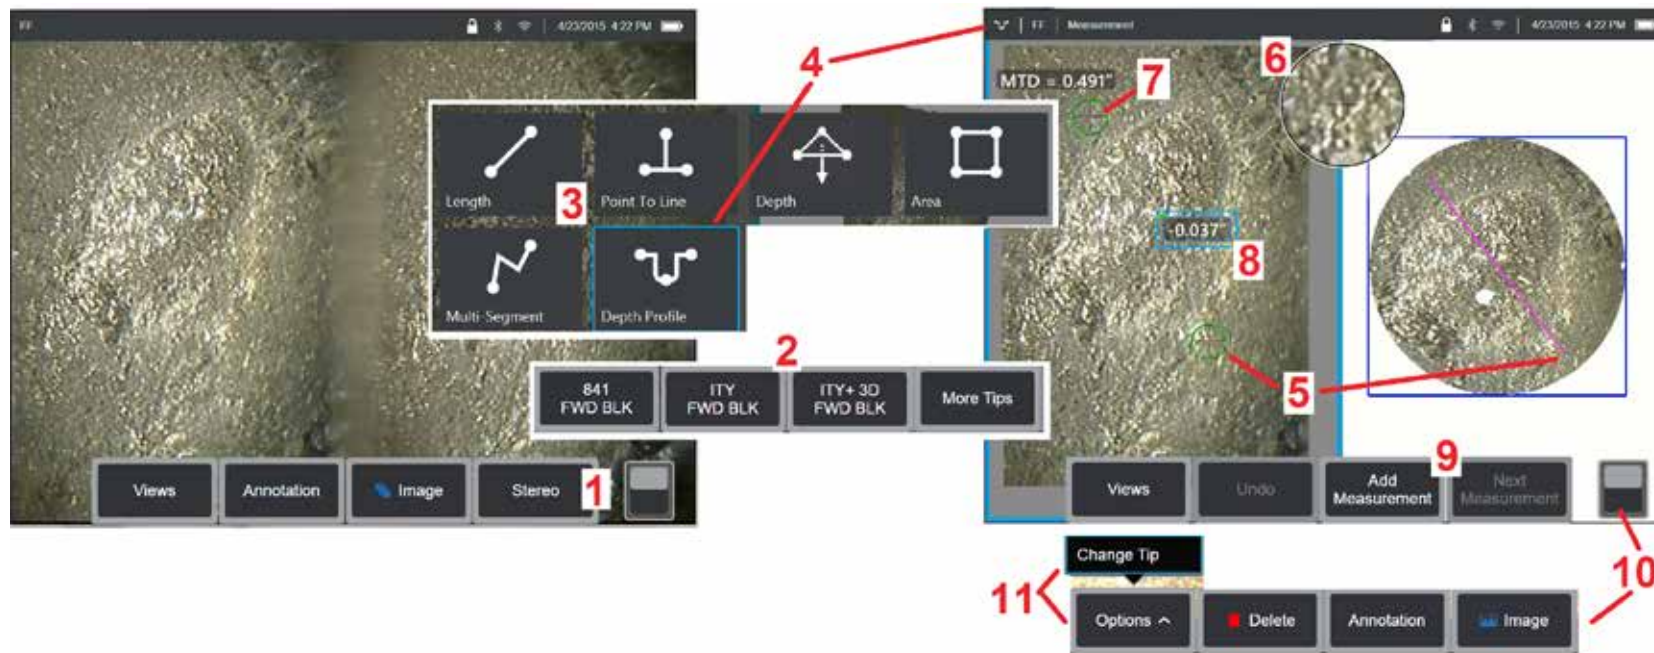 FF
4/23/2015 4:22 PM
FF Measurement
4/23/2015 4:22 PM
4
6
7
MTD = 0.491"
Length
3
Point To Line
Depth
Area
-0.037"
8
Multi-Segment
Depth Profile
2
841
FWD BLK
ITY
FWD BLK
ITY+ 3D
FWD BLK
More Tips
5
Views
Annotation
Image
Stereo
1
9
Views
Undo
Add
Measurement
Next
Measurement
Change Tip
10
11
Options
Delete
Annotation
Image